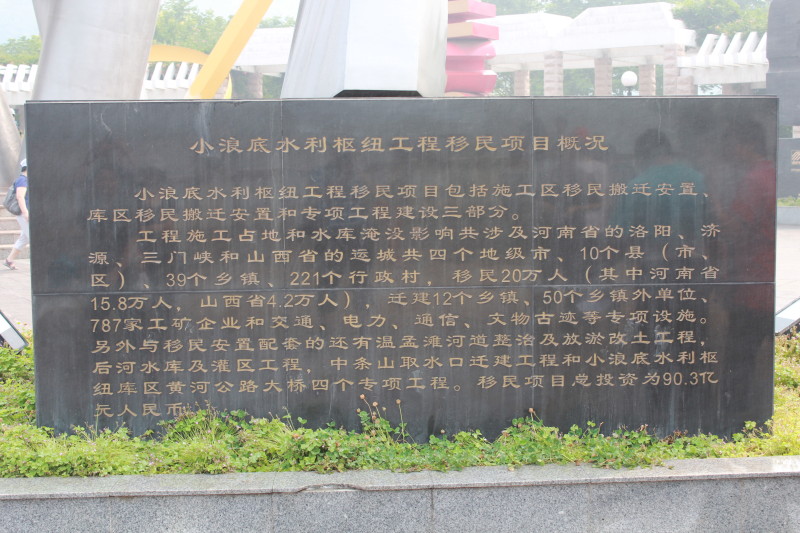 小浪底水利枢纽工程移民项目概况
小浪底水利枢纽工程移民项目包括施工区移民搬迁安置、
库区移民搬迁安置和专项工程建设三部分。
工程施工占地和水库淹没影响共涉及河南省的洛阳、济
源、三门峡和山西省的运城共四个地级市、10个县（市、
区）、39个乡镇、221个行政村，移民20万人（其中河南省
15.8万人，山西省4.2万人），迁建12个乡镇、50个乡镇外单位、
787家工矿企业和交通、电力、通信、文物古迹等专项设施。
另外与移民安置配套的还有温孟滩河道整治及放淤改土工程，
后河水库及灌区工程，中条山取水口迁建工程和小浪底水利枢
纽库区黄河公路大桥四个专项工程。移民项目总投资为90.3亿
元人民币